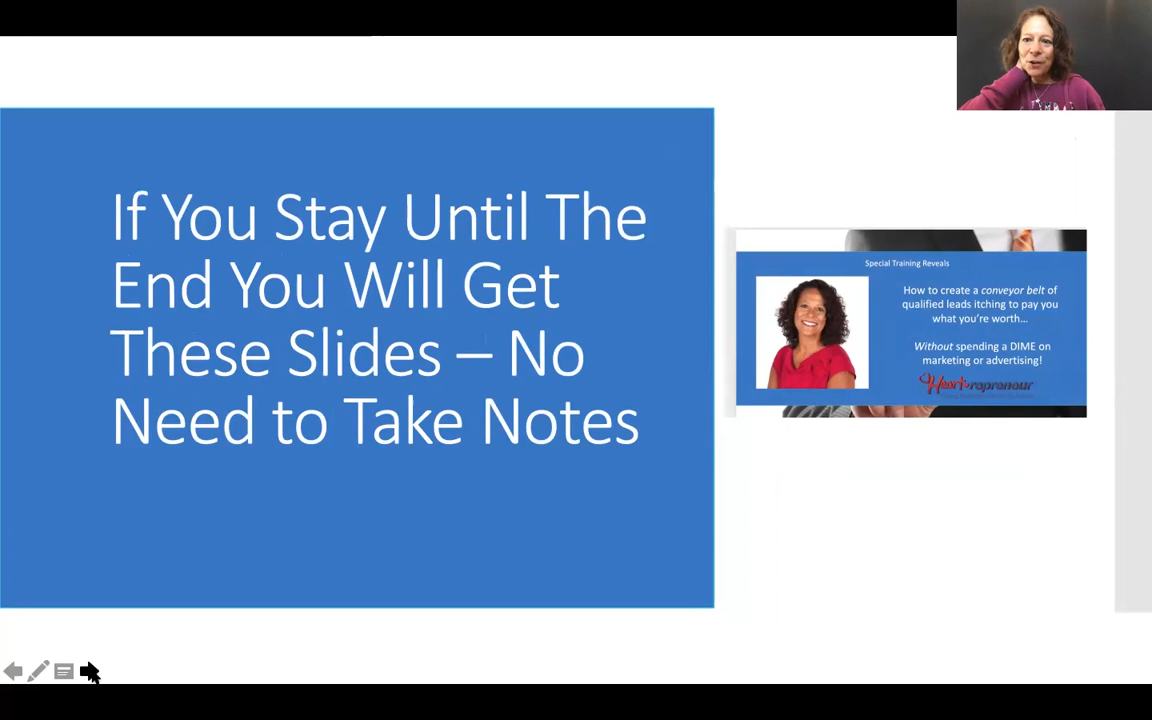 If You Stay Until The
End You Will Get
These Slides – No
Need to Take Notes
Special Training Reveals
How to create a conveyor belt of
qualified leads itching to pay you
what you're worth...
Without spending a DIME on
marketing or advertising!
Heartrepreneur